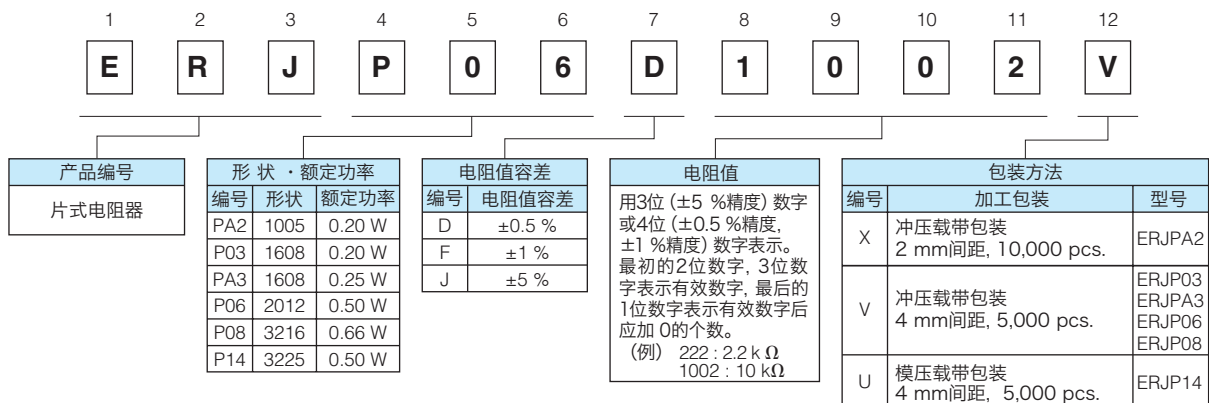 1 2 3 4 5 6 7 8 9 10 11 12
E R J P 0 6 D 1 0 0 2 V
产品编号
片式电阻器
形 状 · 额定功率
编号 形状 额定功率
PA2 1005 0.20 W
P03 1608 0.20 W
PA3 1608 0.25 W
P06 2012 0.50 W
P08 3216 0.66 W
P14 3225 0.50 W
电阻值容差
编号 电阻值容差
D ±0.5 %
F ±1 %
J ±5 %
电阻值
用3位 (±5 %精度) 数字
或4位 (±0.5 %精度,
±1 %精度) 数字表示。
最初的2位数字, 3位数
字表示有效数字, 最后的
1位数字表示有效数字后
应加 0的个数。
(例) 222 : 2.2 k Ω
1002 : 10 kΩ
包装方法
编号 加工包装 型号
X 冲压载带包装
2 mm间距, 10,000 pcs.
ERJPA2
V 冲压载带包装
4 mm间距, 5,000 pcs.
ERJP03
ERJPA3
ERJP06
ERJP08
U 模压载带包装
4 mm间距, 5,000 pcs.
ERJP14